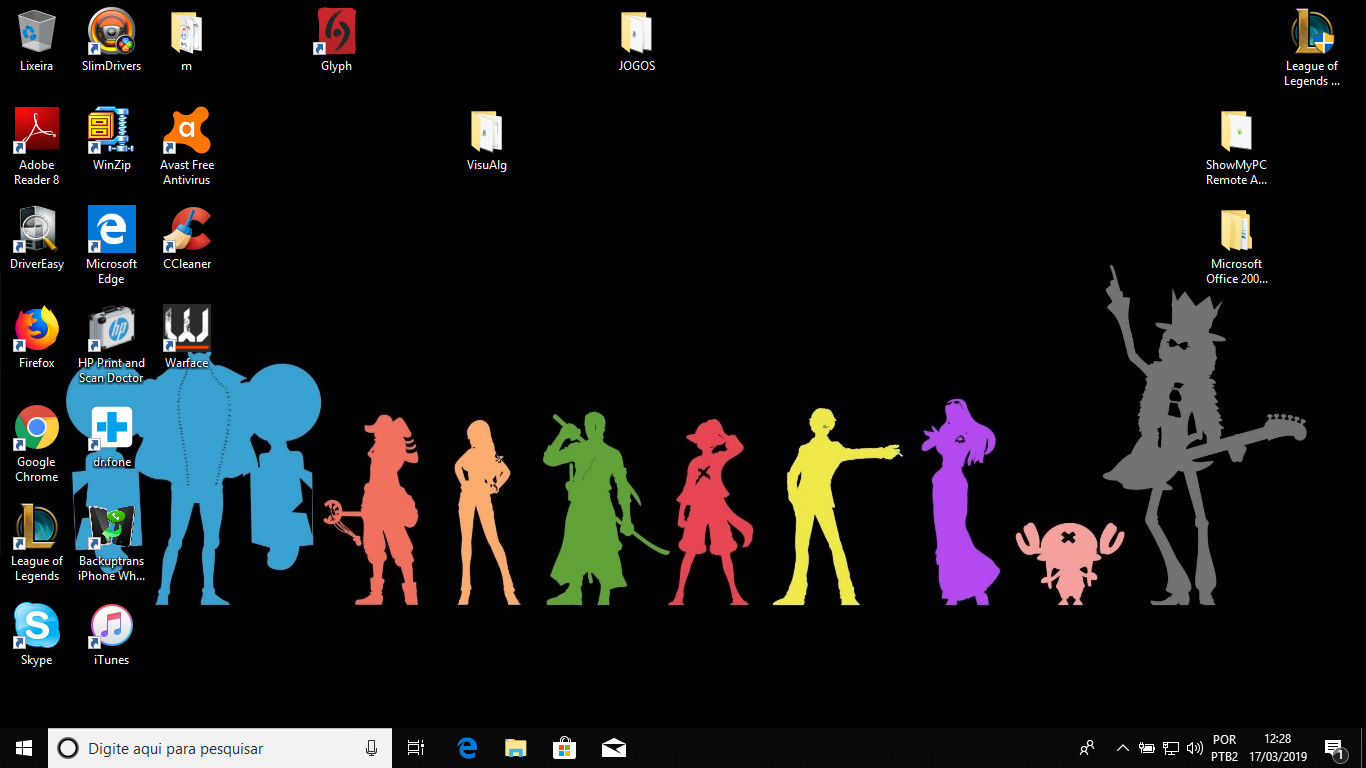 Lixeira
SlimDrivers
m
Glyph
JOGOS
League of
Legends ...
Adobe
Reader 8
WinZip
Avast Free
Antivirus
VisuAlg
ShowMyPC
Remote A...
DriverEasy
Microsoft
Edge
CCleaner
Microsoft
Office 200...
Firefox
HP Print and
Scan Doctor
Warface
Google
Chrome
dr.fone
League of
Legends
Backuptrans
iPhone Wh...
Skype
iTunes
Digite aqui para pesquisar
POR
PTB2
12:28
17/03/2019
1